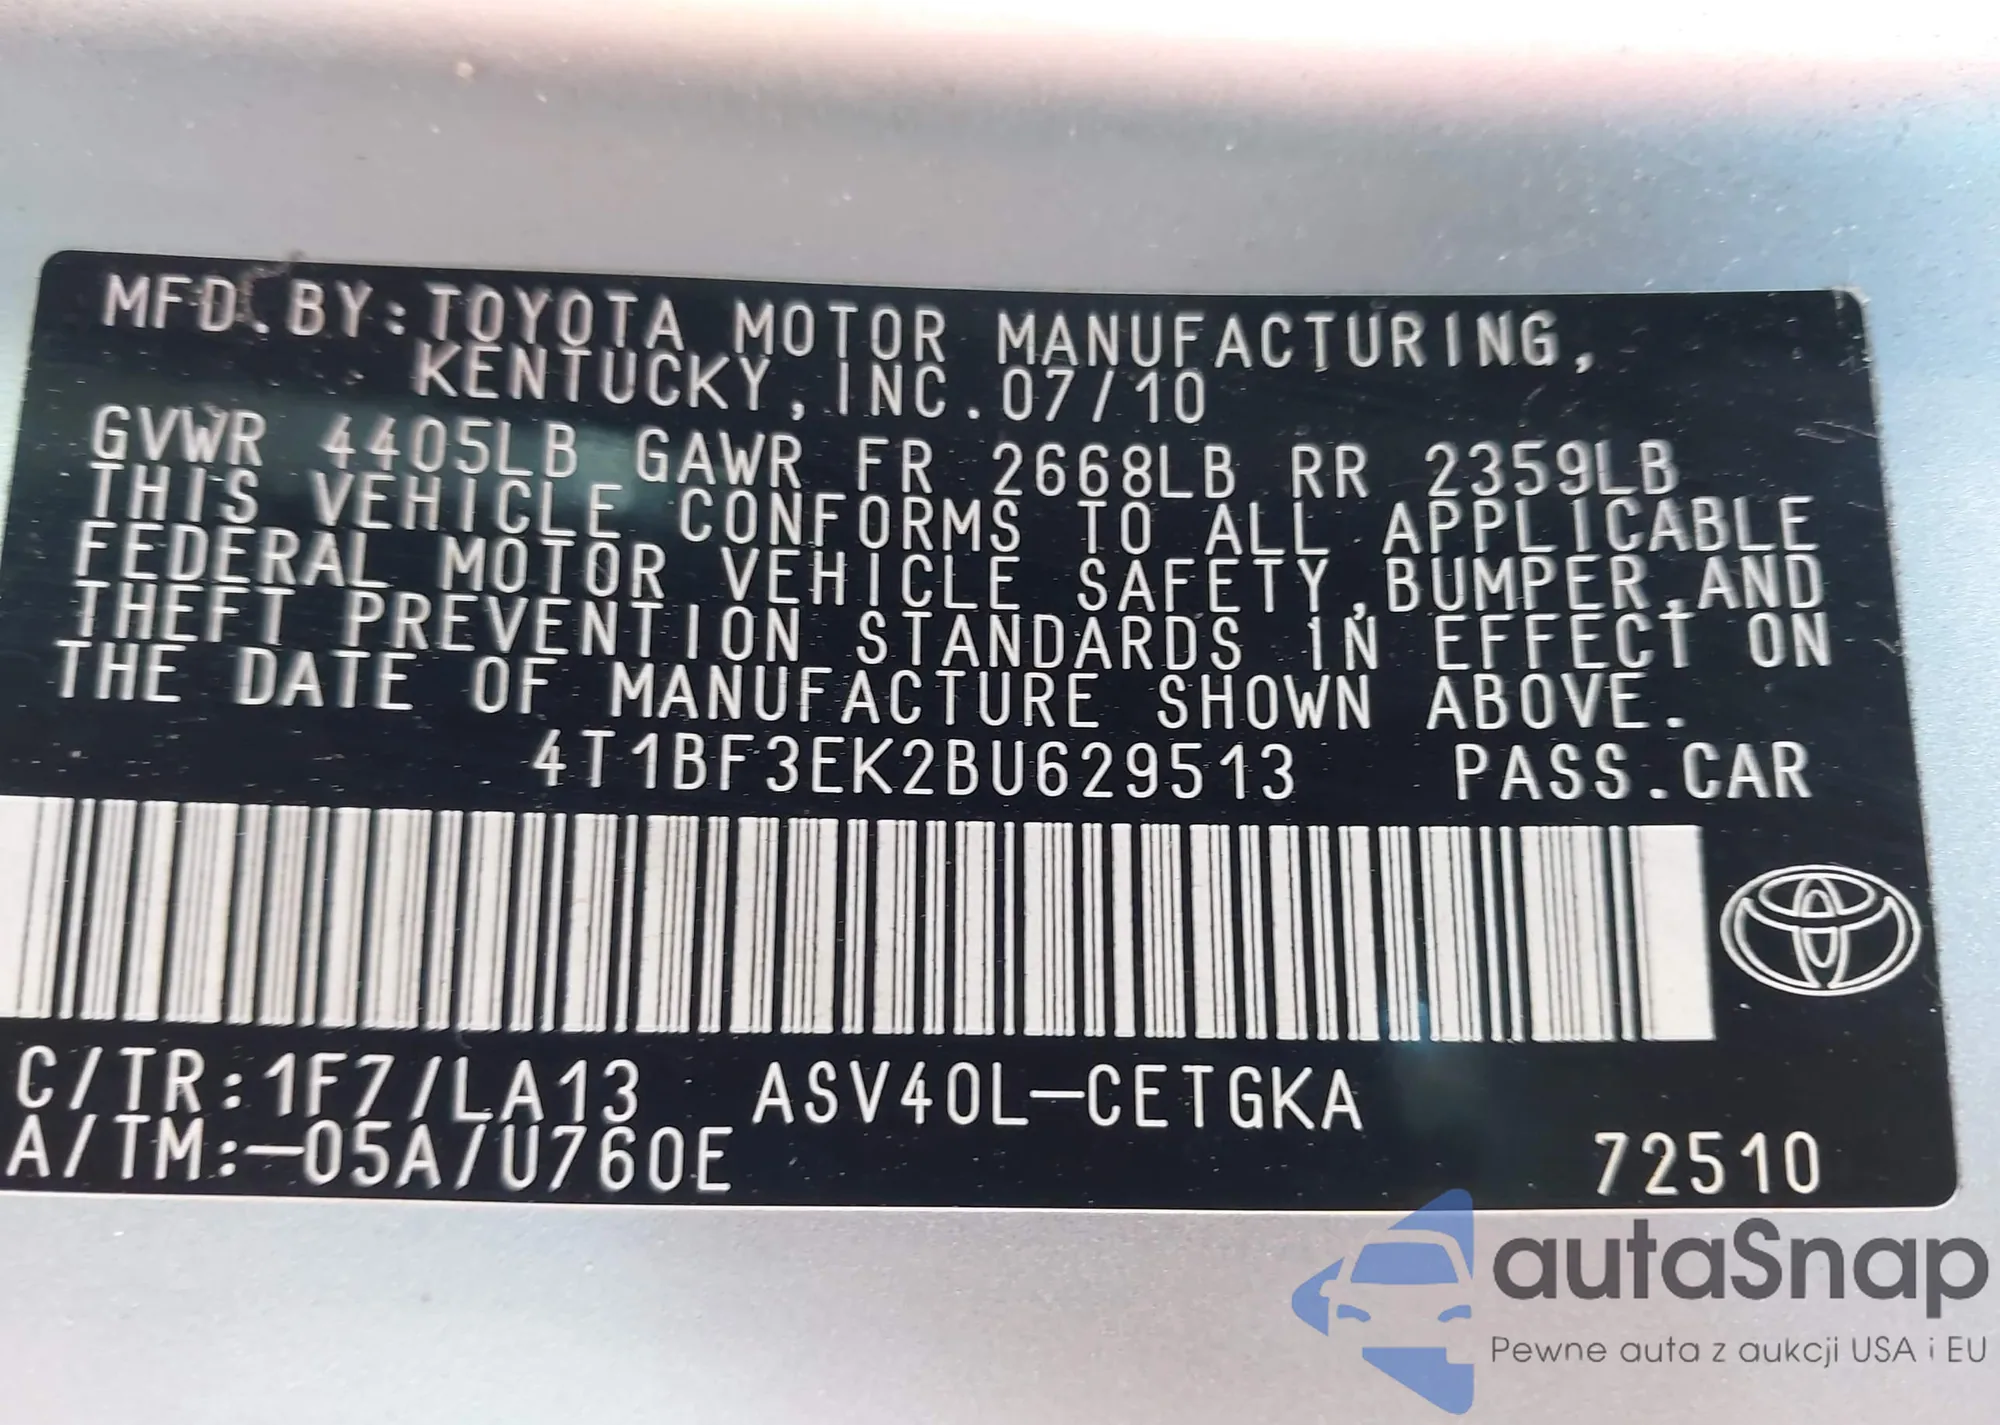 MFD.BY:TOYOTA MOTOR MANUFACTURING,
KENTUCKY,INC.07/10
GVWR 4405LB GAWR FR 2668LB RR 2359LB
THIS VEHICLE CONFORMS TO ALL APPLICABLE
FEDERAL MOTOR VEHICLE SAFETY,BUMPER,AND
THEFT PREVENTION STANDARDS IN EFFECT ON
THE DATE OF MANUFACTURE SHOWN ABOVE.
4T1BF3EK2BU629513 PASS.CAR
C/TR:1F7/LA13 ASV40L-CETGKA
A/TM:-05A/U760E 72510
autaSnap
Pewne auta z aukcji USA i EU